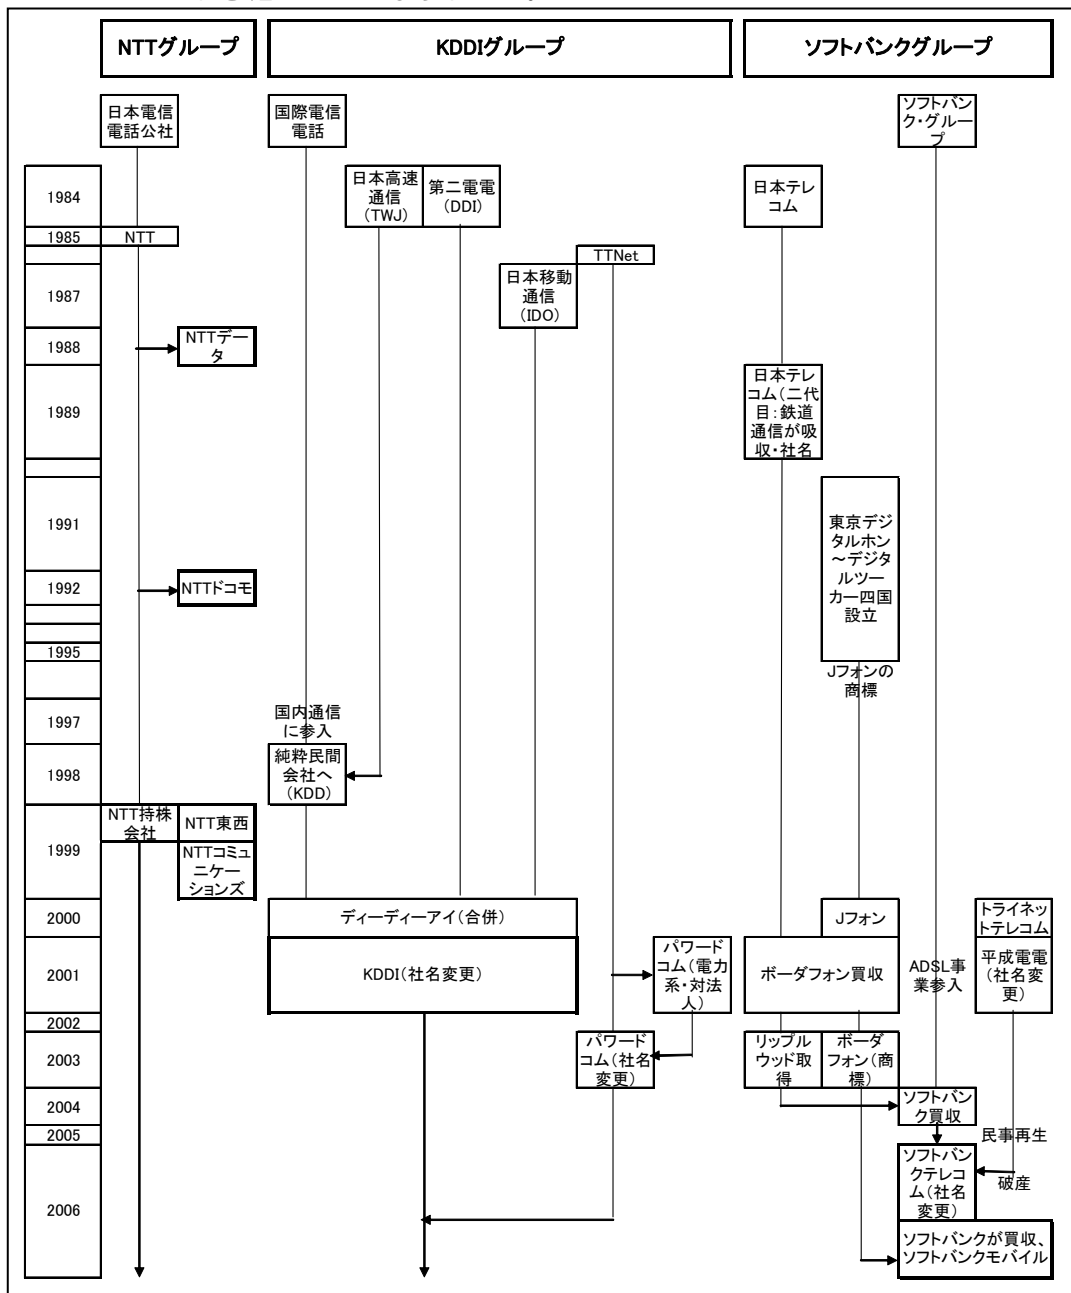 NTTグループ
KDDIグループ
ソフトバンクグループ
日本電信
電話公社
国際電信
電話
ソフトバン
ク・グルー
プ
1984
日本高速
通信
(TWJ)
第二電電
(DDI)
日本テレ
コム
1985
NTT
TTNet
1987
日本移動
通信
(IDO)
1988
NTTデー
タ
1989
日本テレ
コム(二代
目:鉄道
通信が吸
収・社名
1991
東京デジ
タルホン
~デジタ
ルツー
カー四国
設立
1992
NTTドコモ
1995
Jフォンの
商標
1997
国内通信
に参入
1998
純粋民間
会社へ
(KDD)
1999
NTT持株
会社
NTT東西
NTTコミュ
ニケー
ションズ
2000
ディーディーアイ(合併)
Jフォン
トライネッ
トテレコム
2001
KDDI(社名変更)
パワード
コム(電力
系・対法
人)
ボーダフォン買収
ADSL事
業参入
平成電電
(社名変
更)
2002
2003
パワード
コム(社名
変更)
リップル
ウッド取
得
ボーダ
フォン(商
標)
2004
ソフトバン
ク買収
2005
民事再生
2006
ソフトバン
クテレコ
ム(社名
変更)
破産
ソフトバンクが買収、
ソフトバンクモバイル